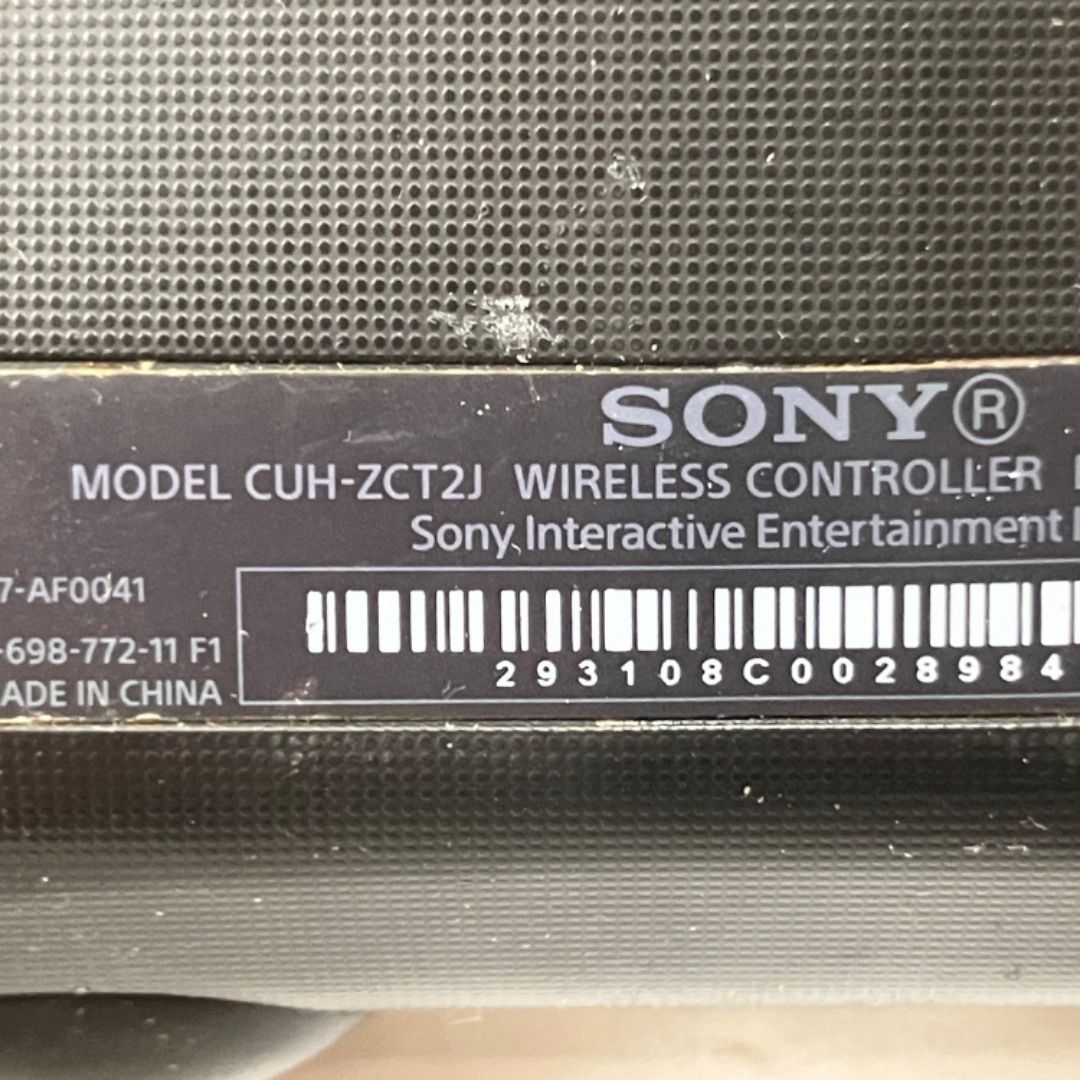 SONY®
MODEL CUH-ZCT2J WIRELESS CONTROLLER
Sony Interactive Entertainment
7-AF0041
-698-772-11 F1
ADE IN CHINA
293108C0028984